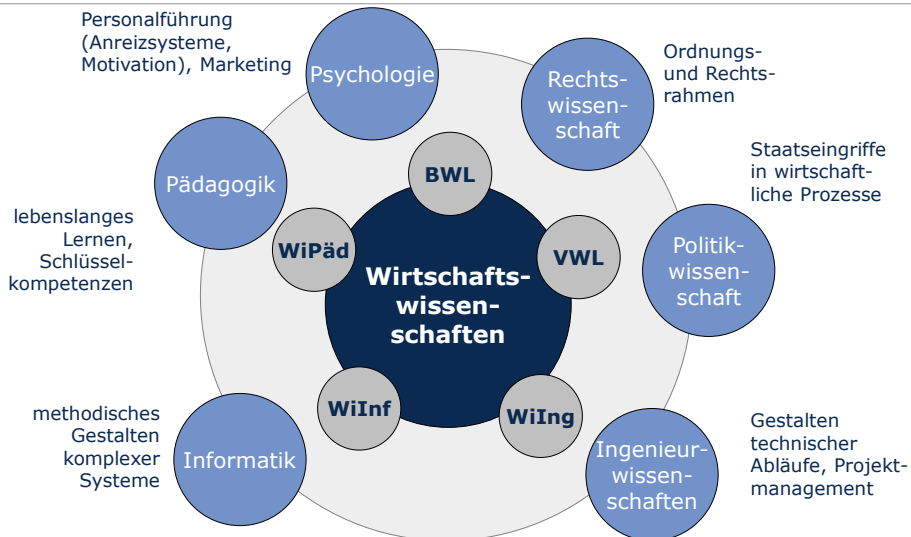 Personalführung
(Anreizsysteme,
Motivation), Marketing
Psychologie
Rechts-
wissen-
schaft
Ordnungs-
und Rechts-
rahmen
Pädagogik
BWL
Staatseingriffe
in wirtschaft-
liche Prozesse
lebenslanges
Lernen,
Schlüssel-
kompetenzen
WiPäd
VWL
Politik-
wissen-
schaft
Wirtschafts-
wissen-
schaften
WiInf
WiIng
methodisches
Gestalten
komplexer
Systeme
Informatik
Ingenieur-
wissen-
schaften
Gestalten
technischer
Abläufe, Projekt-
management